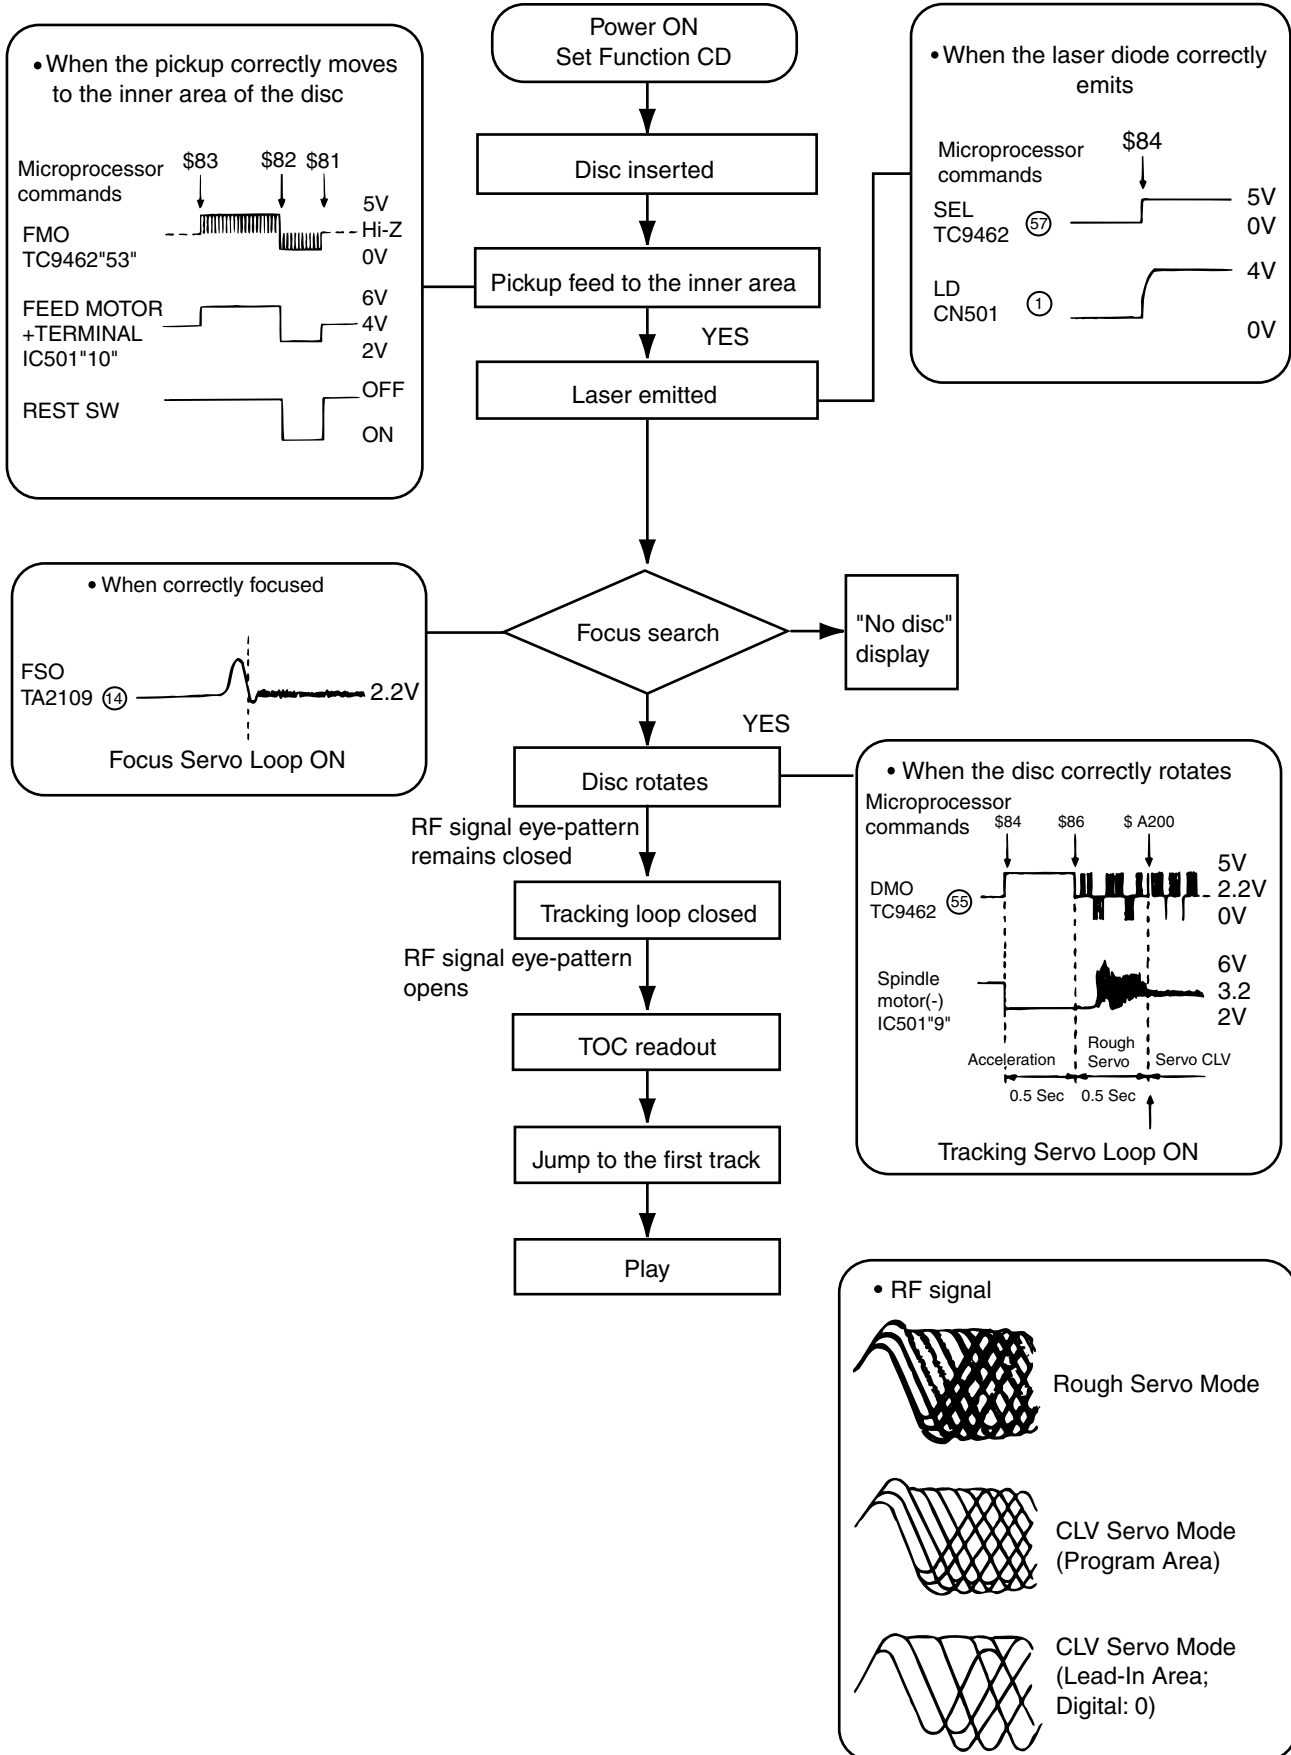 Power ON
Set Function CD
Disc inserted
Pickup feed to the inner area
YES
Laser emitted
• When the pickup correctly moves
to the inner area of the disc
Microprocessor
commands
$83
$82
$81
FMO
TC9462"53"
5V
Hi-Z
0V
FEED MOTOR
+TERMINAL
IC501"10"
6V
4V
2V
REST SW
OFF
ON
• When the laser diode correctly
emits
Microprocessor
commands
$84
SEL
TC9462
57
5V
0V
LD
CN501
1
4V
0V
Focus search
"No disc"
display
• When correctly focused
FSO
TA2109
14
2.2V
Focus Servo Loop ON
YES
Disc rotates
RF signal eye-pattern
remains closed
Tracking loop closed
RF signal eye-pattern
opens
TOC readout
Jump to the first track
Play
• When the disc correctly rotates
Microprocessor
commands
$84
$86
$ A200
DMO
TC9462
55
5V
2.2V
0V
Spindle
motor(-)
IC501"9"
6V
3.2
2V
Acceleration
Rough
Servo
Servo CLV
0.5 Sec
0.5 Sec
Tracking Servo Loop ON
• RF signal
Rough Servo Mode
CLV Servo Mode
(Program Area)
CLV Servo Mode
(Lead-In Area;
Digital: 0)